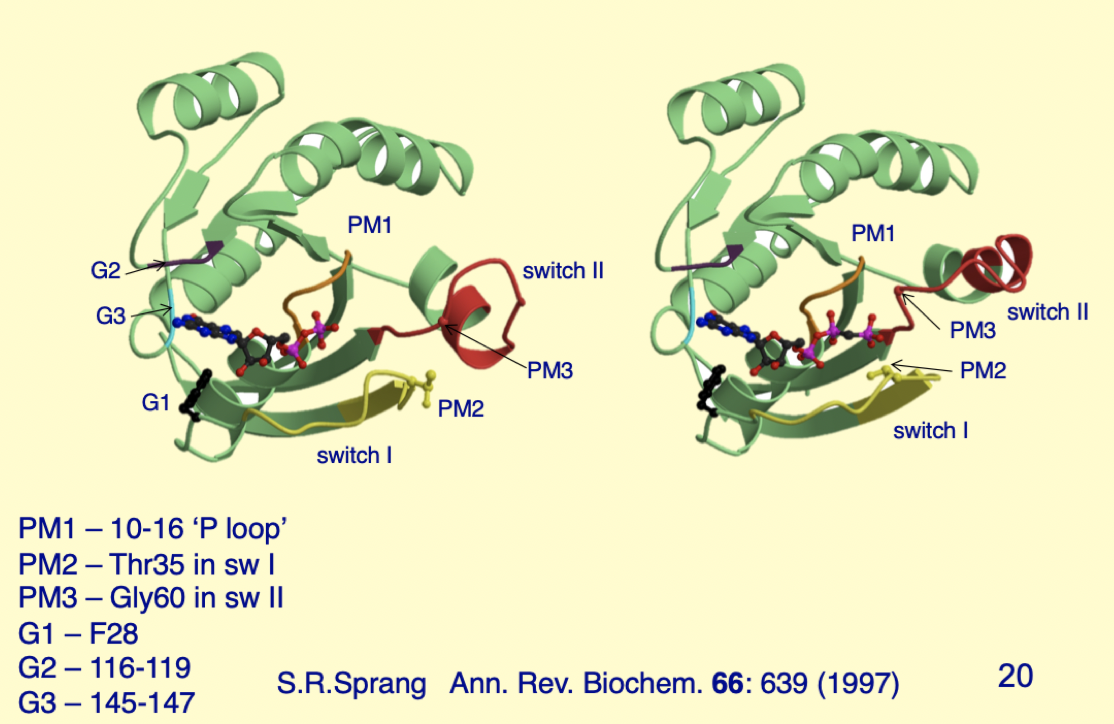 PM1
G2
switch II
G3
PM3
G1
PM2
switch I
PM1
switch II
PM3
PM2
switch I
PM1 – 10-16 ‘P loop’
PM2 – Thr35 in sw I
PM3 – Gly60 in sw II
G1 – F28
G2 – 116-119
G3 – 145-147
S.R.Sprang Ann. Rev. Biochem. 66: 639 (1997)
20